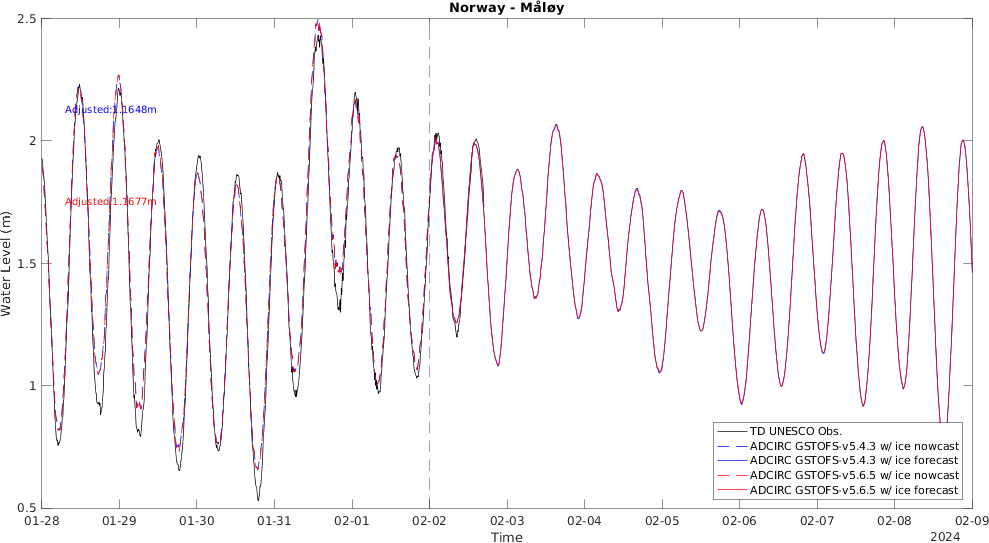 Norway - Måløy
2.5
2
1.5
1
0.5
Water Level (m)
Adjusted:1.1648m
Adjusted:1.1677m
TD UNESCO Obs.
ADCIRC GSTOFS-v5.4.3 w/ ice nowcast
ADCIRC GSTOFS-v5.4.3 w/ ice forecast
ADCIRC GSTOFS-v5.6.5 w/ ice nowcast
ADCIRC GSTOFS-v5.6.5 w/ ice forecast
01-28 01-29 01-30 01-31 02-01 02-02 02-03 02-04 02-05 02-06 02-07 02-08 02-09
Time
2024